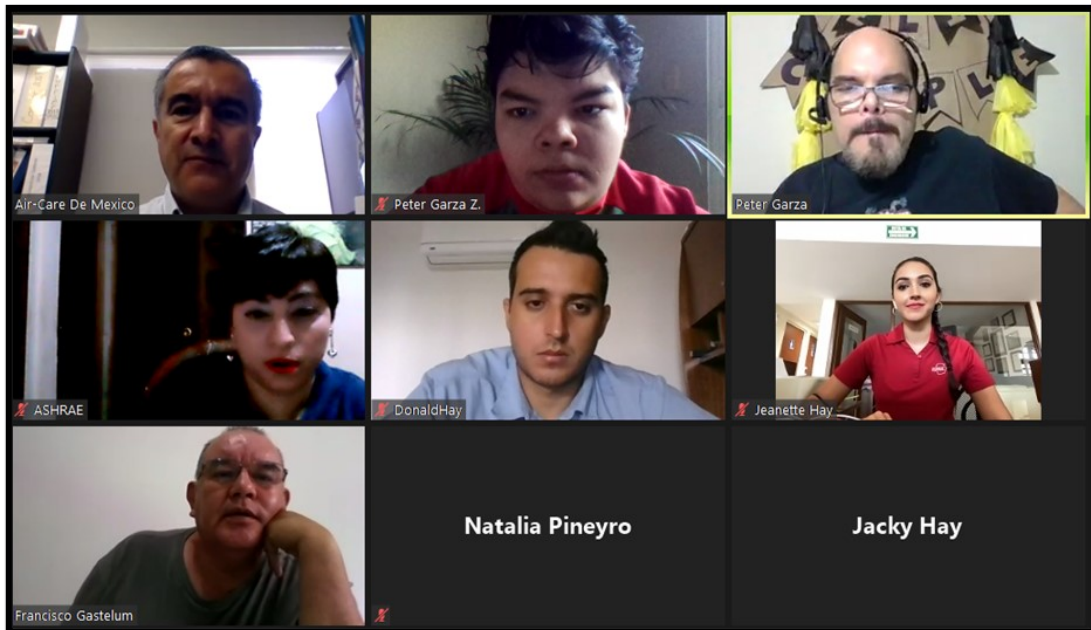 Air-Care De Mexico
Peter Garza Z.
Peter Garza
ASHRAE
DonaldHay
Jeanette Hay
Francisco Gastelum
Natalia Pineyro
Jacky Hay